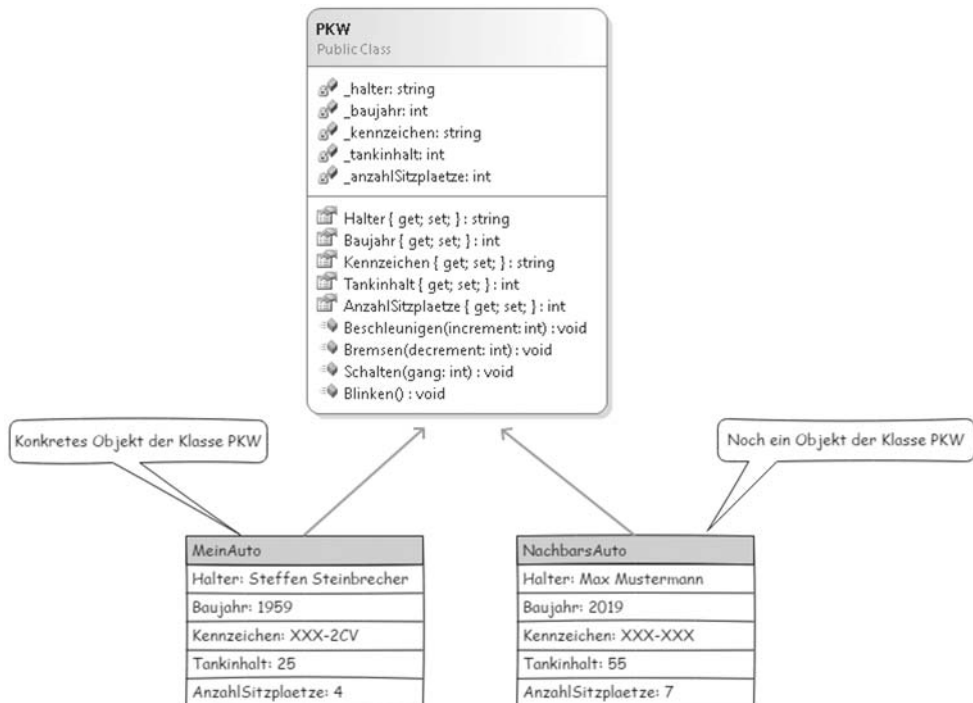 PKW
Public Class
_halter: string
_baujahr: int
_kennzeichen: string
_tankinhalt: int
_anzahlSitzplaetze: int
Halter { get; set; } : string
Baujahr { get; set; } : int
Kennzeichen { get; set; } : string
Tankinhalt { get; set; } : int
AnzahlSitzplaetze { get; set; } : int
Beschleunigen(increment: int) : void
Bremsen(decrement: int) : void
Schalten(gang: int) : void
Blinken() : void
Konkretes Objekt der Klasse PKW
Noch ein Objekt der Klasse PKW
MeinAuto
Halter: Steffen Steinbrecher
Baujahr: 1959
Kennzeichen: XXX-2CV
Tankinhalt: 25
AnzahlSitzplaetze: 4
NachbarsAuto
Halter: Max Mustermann
Baujahr: 2019
Kennzeichen: XXX-XXX
Tankinhalt: 55
AnzahlSitzplaetze: 7